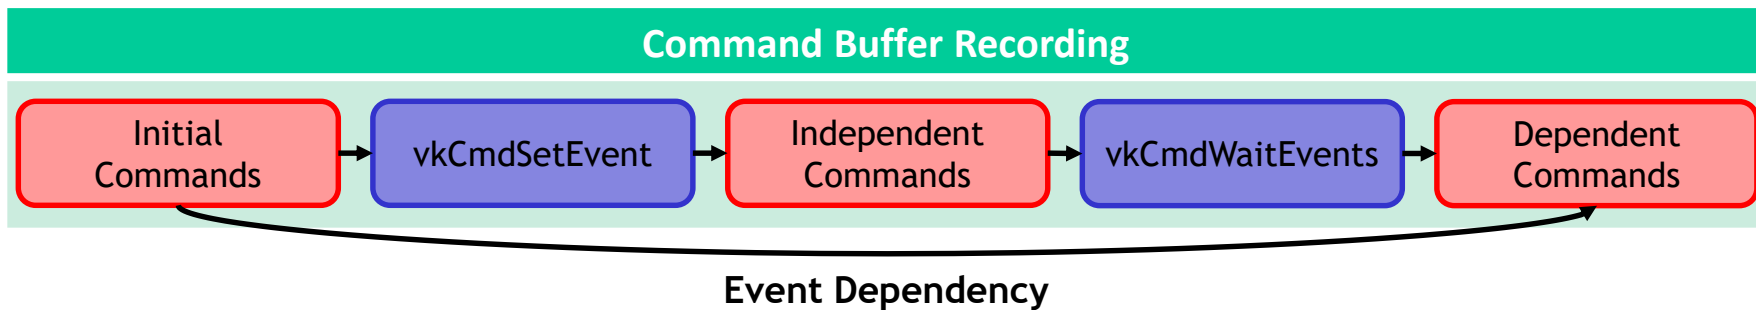 Command Buffer Recording
Initial
Commands
vkCmdSetEvent
Independent
Commands
vkCmdWaitEvents
Dependent
Commands
Event Dependency